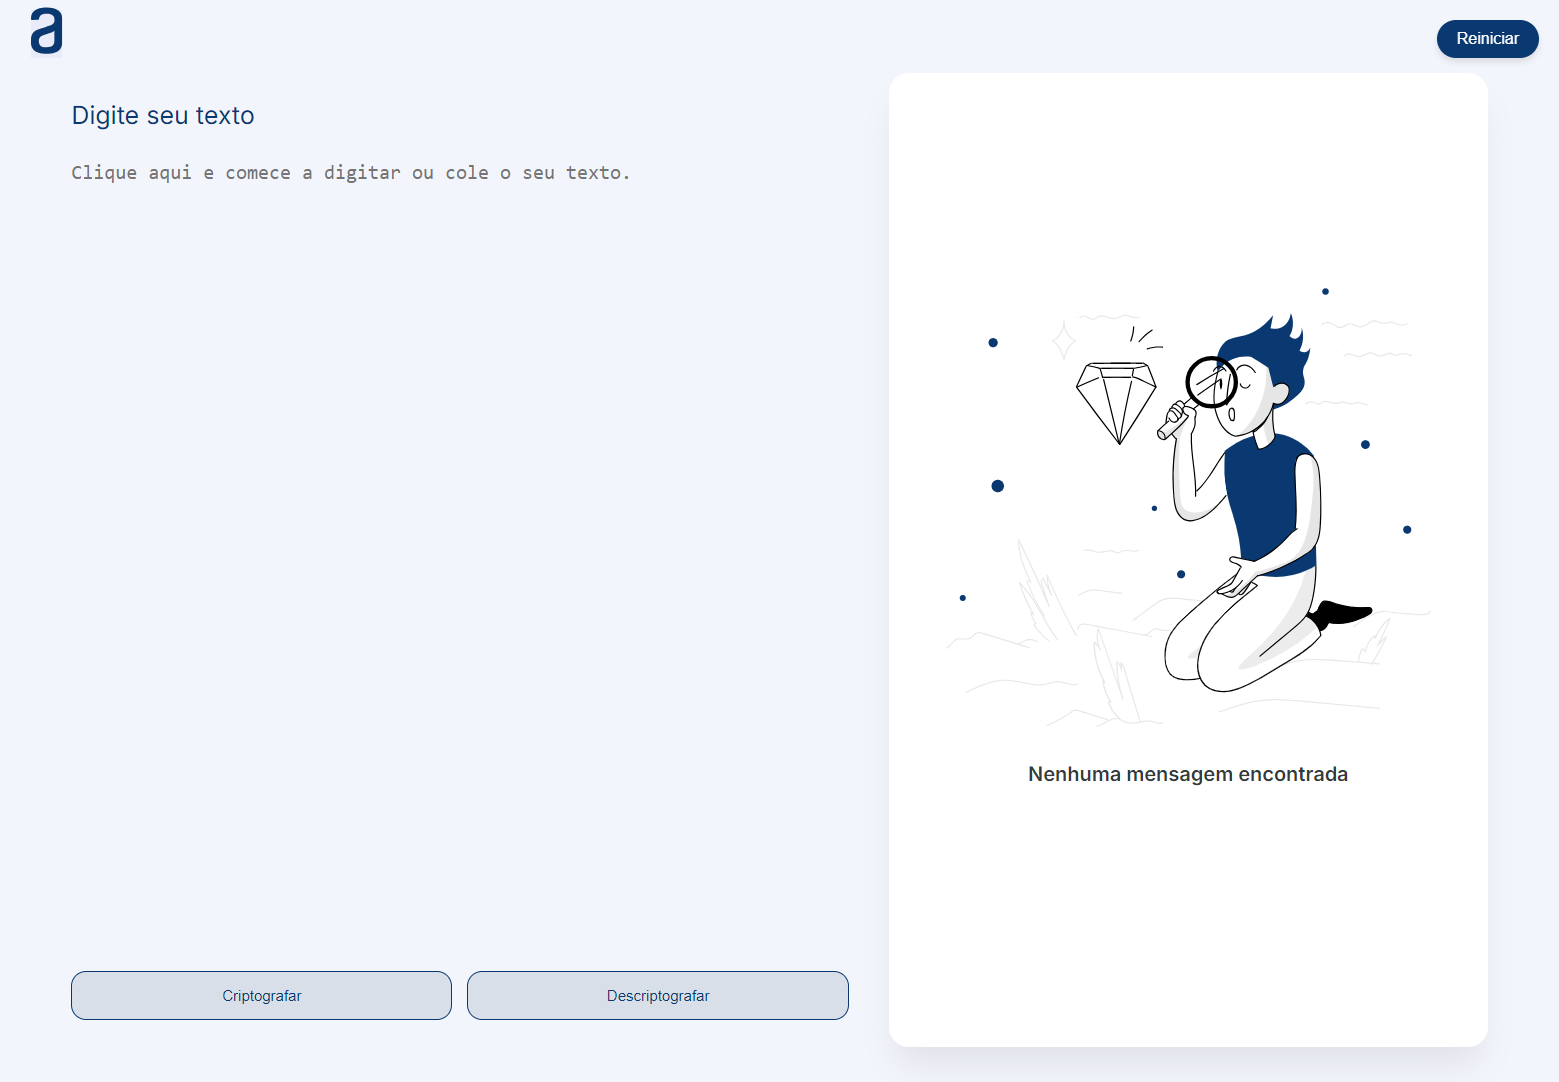 a
Reiniciar
Digite seu texto
Clique aqui e comece a digitar ou cole o seu texto.
Nenhuma mensagem encontrada
Criptografar
Descriptografar